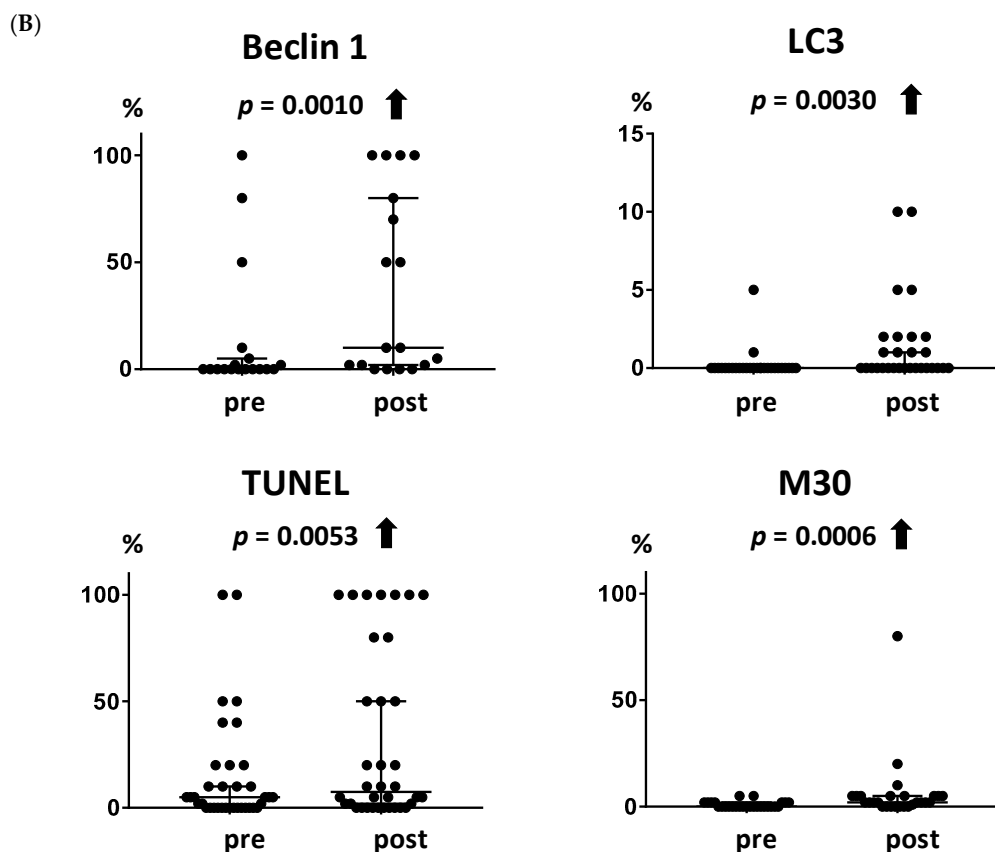 (B)
Beclin 1
p = 0.0010
%
100
50
0
pre post
LC3
p = 0.0030
%
15
10
5
0
pre post
TUNEL
p = 0.0053
%
100
50
0
pre post
M30
p = 0.0006
%
100
50
0
pre post